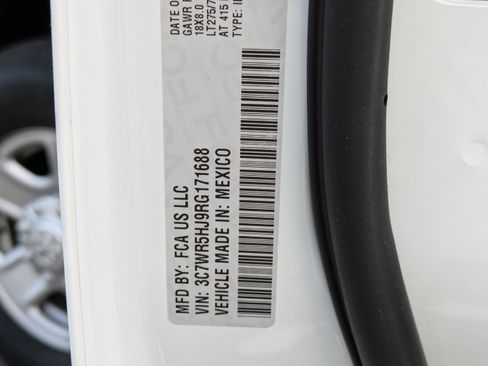 DATE O
GAWR
18X8.0
LT275/7
AT 415
TYPE:
MFD BY: FCA US LLC
VIN: 3C7WR5HJ9RG171688
VEHICLE MADE IN: MEXICO